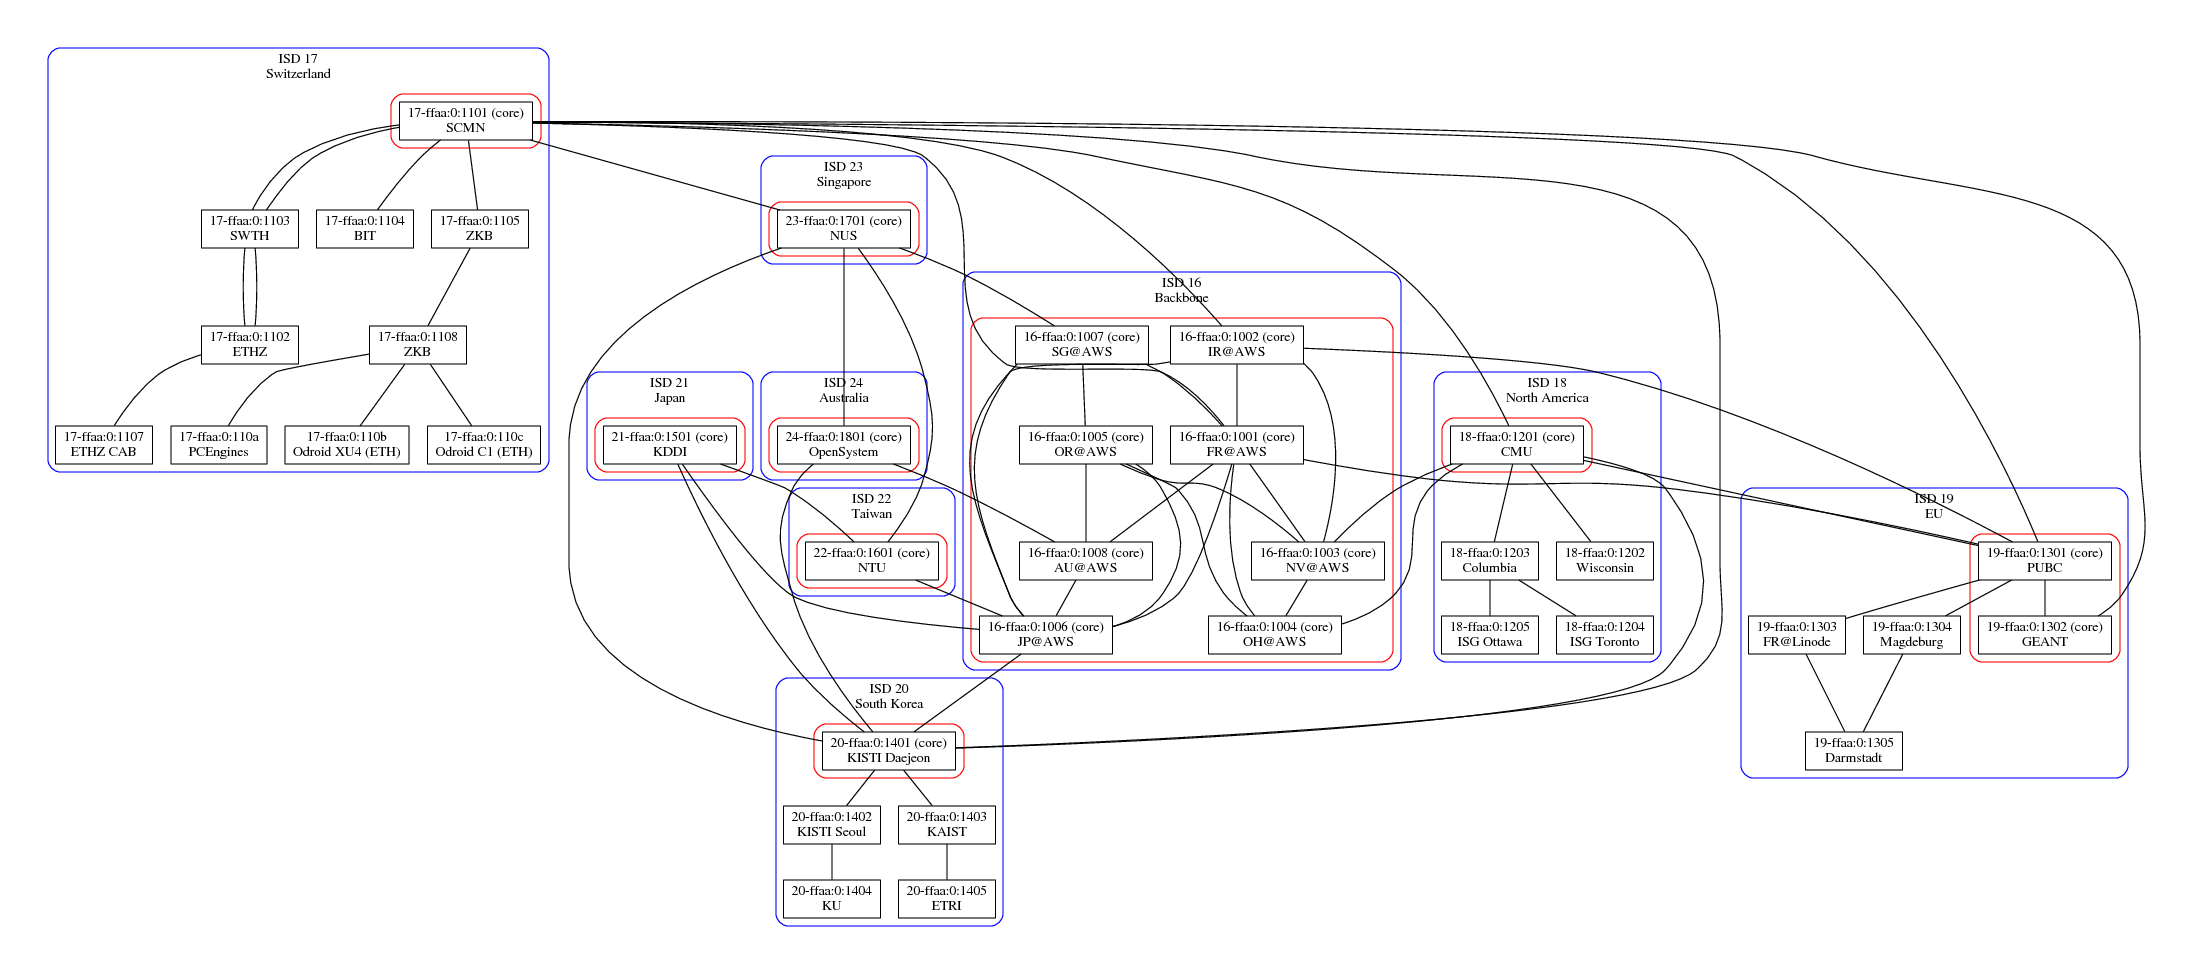 ISD 17
Switzerland
17-ffaa:0:1101 (core)
SCMN
17-ffaa:0:1103
SWTH
17-ffaa:0:1104
BIT
17-ffaa:0:1105
ZKB
17-ffaa:0:1102
ETHZ
17-ffaa:0:1108
ZKB
17-ffaa:0:1107
ETHZ CAB
17-ffaa:0:110a
PCEngines
17-ffaa:0:110b
Odroid XU4 (ETH)
17-ffaa:0:110c
Odroid C1 (ETH)
ISD 23
Singapore
23-ffaa:0:1701 (core)
NUS
ISD 21
Japan
21-ffaa:0:1501 (core)
KDDI
ISD 24
Australia
24-ffaa:0:1801 (core)
OpenSystem
ISD 22
Taiwan
22-ffaa:0:1601 (core)
NTU
ISD 16
Backbone
16-ffaa:0:1007 (core)
SG@AWS
16-ffaa:0:1002 (core)
IR@AWS
16-ffaa:0:1005 (core)
OR@AWS
16-ffaa:0:1001 (core)
FR@AWS
16-ffaa:0:1008 (core)
AU@AWS
16-ffaa:0:1003 (core)
NV@AWS
16-ffaa:0:1006 (core)
JP@AWS
16-ffaa:0:1004 (core)
OH@AWS
ISD 18
North America
18-ffaa:0:1201 (core)
CMU
18-ffaa:0:1203
Columbia
18-ffaa:0:1202
Wisconsin
18-ffaa:0:1205
ISG Ottawa
18-ffaa:0:1204
ISG Toronto
ISD 19
EU
19-ffaa:0:1301 (core)
PUBC
19-ffaa:0:1303
FR@Linode
19-ffaa:0:1304
Magdeburg
19-ffaa:0:1302 (core)
GEANT
19-ffaa:0:1305
Darmstadt
ISD 20
South Korea
20-ffaa:0:1401 (core)
KISTI Daejeon
20-ffaa:0:1402
KISTI Seoul
20-ffaa:0:1403
KAIST
20-ffaa:0:1404
KU
20-ffaa:0:1405
ETRI